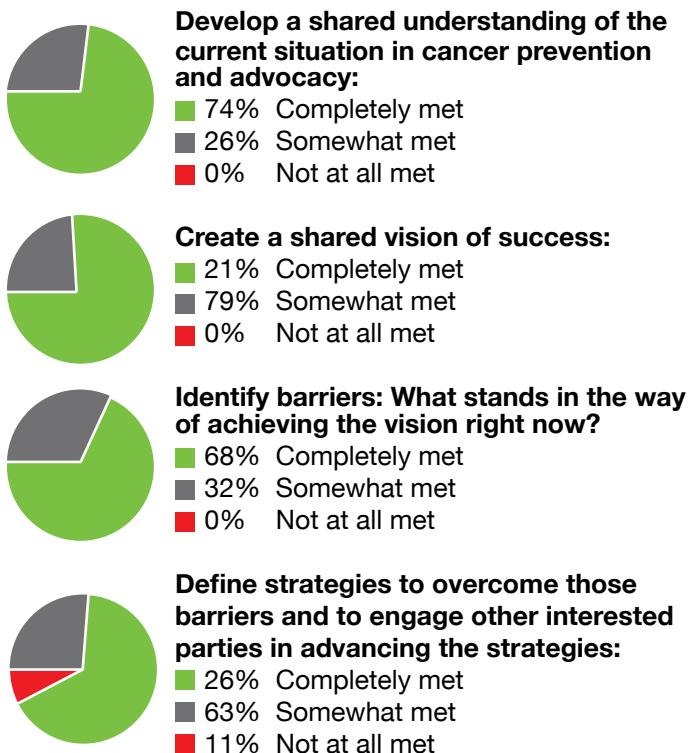 Develop a shared understanding of the
current situation in cancer prevention
and advocacy:
74% Completely met
26% Somewhat met
0% Not at all met
Create a shared vision of success:
21% Completely met
79% Somewhat met
0% Not at all met
Identify barriers: What stands in the way
of achieving the vision right now?
68% Completely met
32% Somewhat met
0% Not at all met
Define strategies to overcome those
barriers and to engage other interested
parties in advancing the strategies:
26% Completely met
63% Somewhat met
11% Not at all met